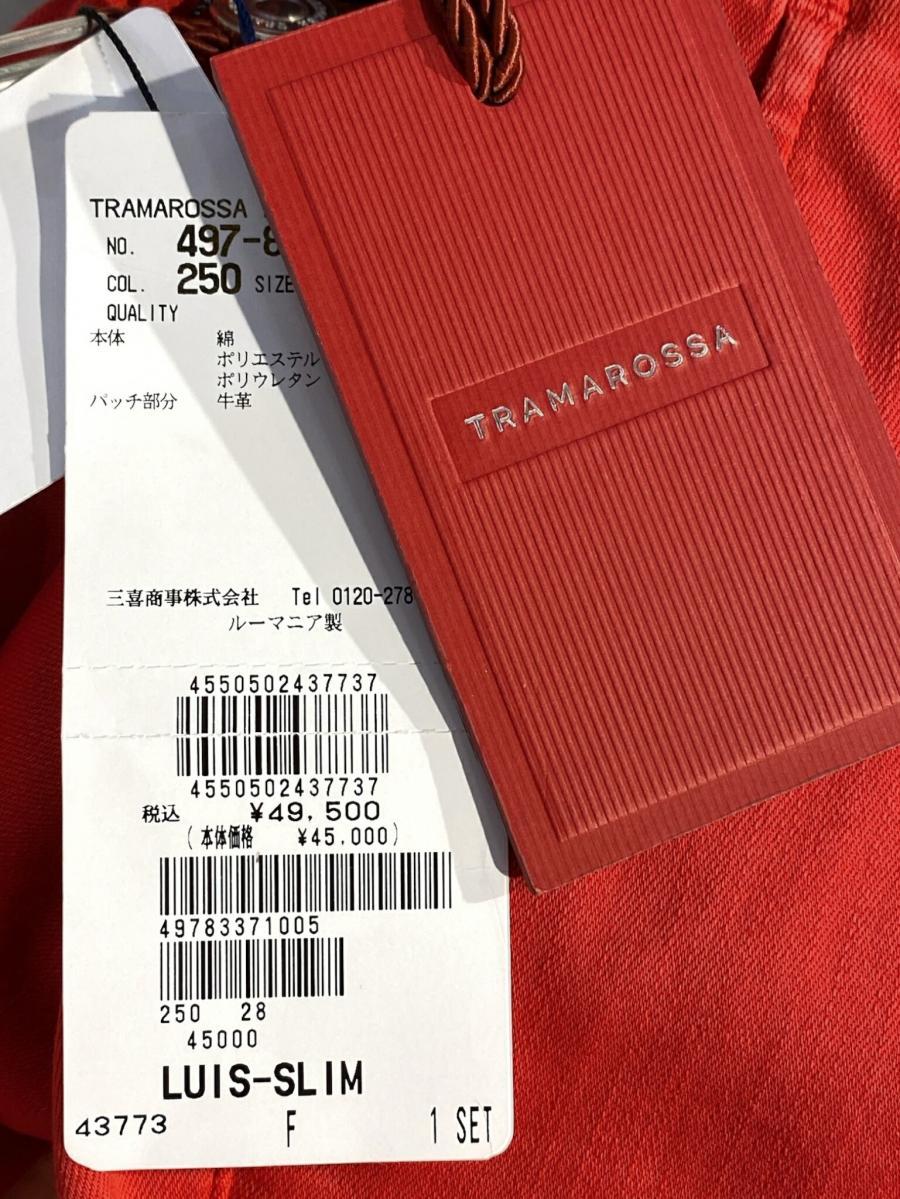 TRAMAROSSA
NO. 497-8
COL. 250 SIZE
QUALITY
本体 綿
ポリエステル
ポリウレタン
パッチ部分 牛革
三喜商事株式会社 Tel 0120-278
ルーマニア製
4550502437737
4550502437737
税込 ¥49,500
(本体価格 ¥45,000)
49783371005
250 28
45000
LUIS-SLIM
43773 F 1 SET
TRAMAROSSA